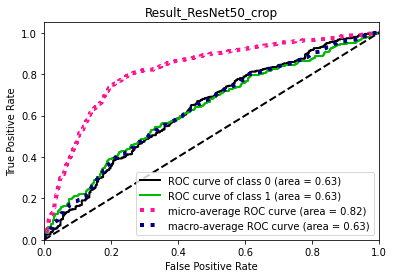 Result_ResNet50_crop
True Positive Rate
1.0
0.8
0.6
0.4
0.2
0.0
ROC curve of class 0 (area = 0.63)
ROC curve of class 1 (area = 0.63)
micro-average ROC curve (area = 0.82)
macro-average ROC curve (area = 0.63)
0.0 0.2 0.4 0.6 0.8 1.0
False Positive Rate